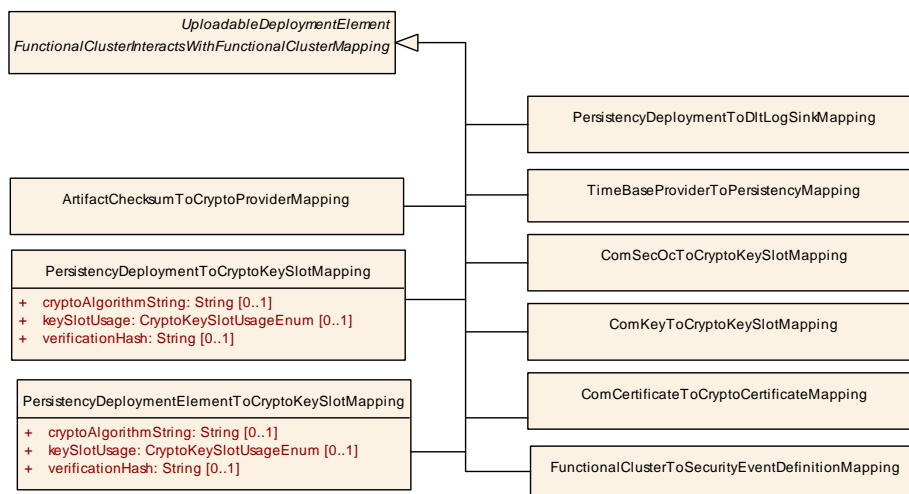 UploadableDeploymentElement
FunctionalClusterInteractsWithFunctionalClusterMapping
PersistencyDeploymentToDltLogSinkMapping
ArtifactChecksumToCryptoProviderMapping
TimeBaseProviderToPersistencyMapping
PersistencyDeploymentToCryptoKeySlotMapping
+ cryptoAlgorithmString: String [0..1]
+ keySlotUsage: CryptoKeySlotUsageEnum [0..1]
+ verificationHash: String [0..1]
ComSecOcToCryptoKeySlotMapping
ComKeyToCryptoKeySlotMapping
PersistencyDeploymentElementToCryptoKeySlotMapping
+ cryptoAlgorithmString: String [0..1]
+ keySlotUsage: CryptoKeySlotUsageEnum [0..1]
+ verificationHash: String [0..1]
ComCertificateToCryptoCertificateMapping
FunctionalClusterToSecurityEventDefinitionMapping